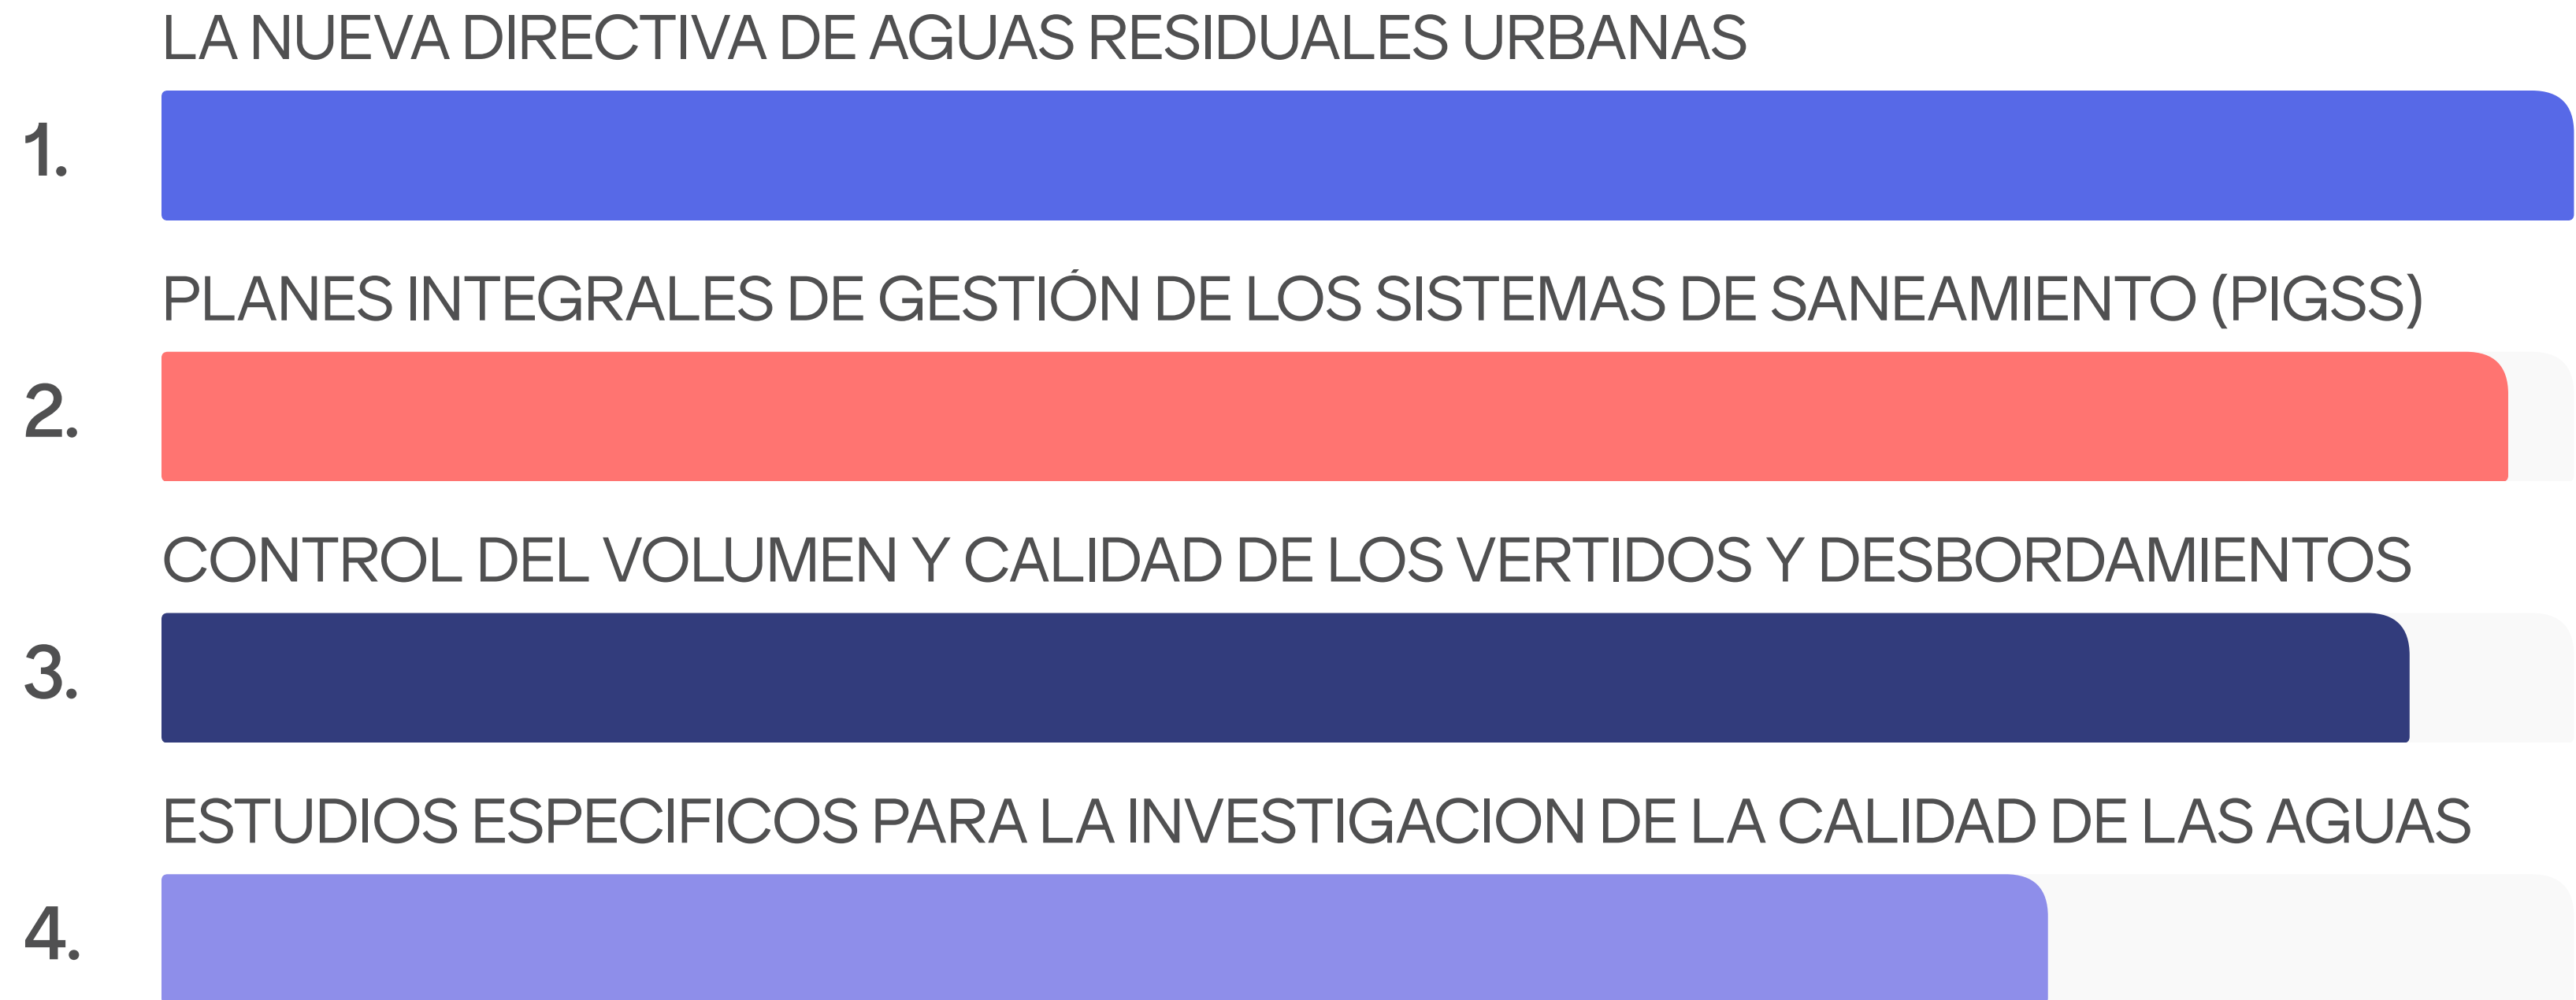 LA NUEVA DIRECTIVA DE AGUAS RESIDUALES URBANAS
1.
PLANES INTEGRALES DE GESTIÓN DE LOS SISTEMAS DE SANEAMIENTO (PIGSS)
2.
CONTROL DEL VOLUMEN Y CALIDAD DE LOS VERTIDOS Y DESBORDAMIENTOS
3.
ESTUDIOS ESPECIFICOS PARA LA INVESTIGACION DE LA CALIDAD DE LAS AGUAS
4.